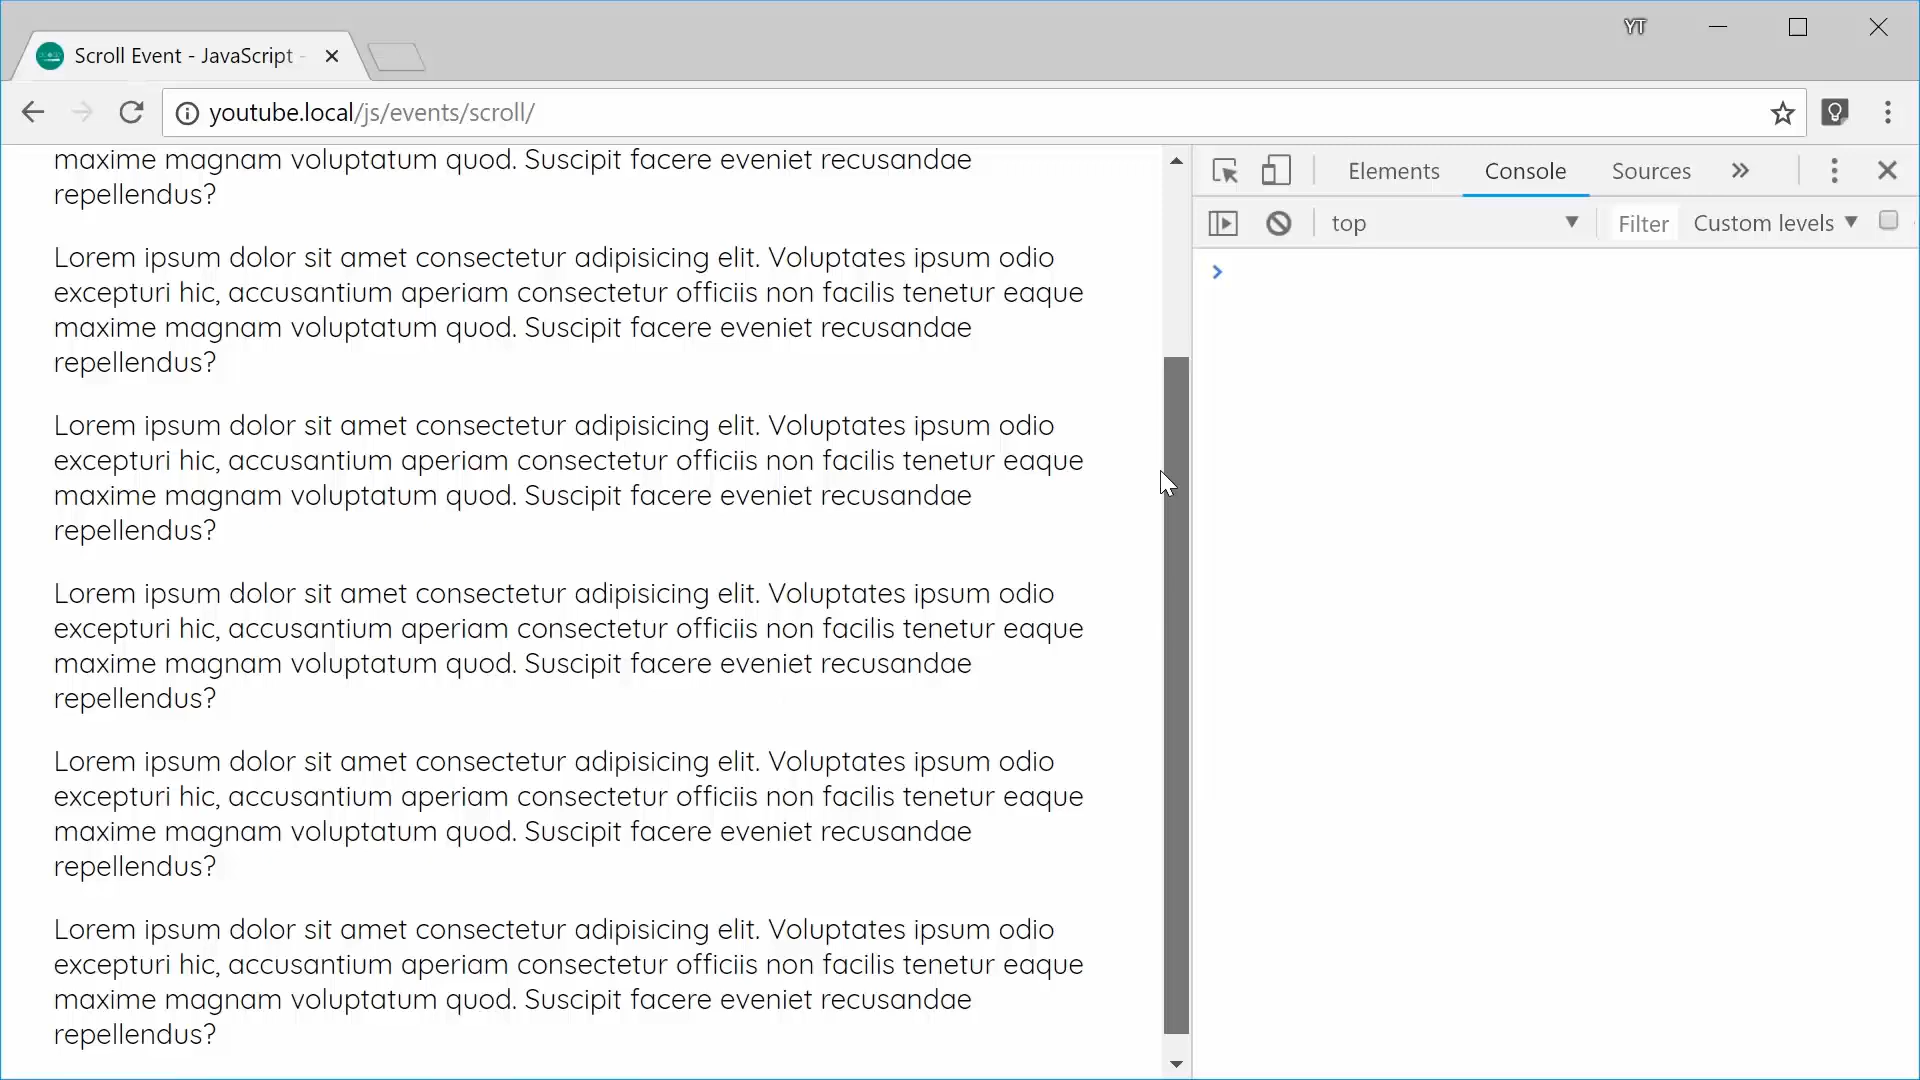 YT
Scroll Event - JavaScript -
youtube.local/js/events/scroll/
Elements Console Sources
top Filter Custom levels
maxime magnam voluptatum quod. Suscipit facere eveniet recusandae
repellendus?
Lorem ipsum dolor sit amet consectetur adipisicing elit. Voluptates ipsum odio
excepturi hic, accusantium aperiam consectetur officiis non facilis tenetur eaque
maxime magnam voluptatum quod. Suscipit facere eveniet recusandae
repellendus?
Lorem ipsum dolor sit amet consectetur adipisicing elit. Voluptates ipsum odio
excepturi hic, accusantium aperiam consectetur officiis non facilis tenetur eaque
maxime magnam voluptatum quod. Suscipit facere eveniet recusandae
repellendus?
Lorem ipsum dolor sit amet consectetur adipisicing elit. Voluptates ipsum odio
excepturi hic, accusantium aperiam consectetur officiis non facilis tenetur eaque
maxime magnam voluptatum quod. Suscipit facere eveniet recusandae
repellendus?
Lorem ipsum dolor sit amet consectetur adipisicing elit. Voluptates ipsum odio
excepturi hic, accusantium aperiam consectetur officiis non facilis tenetur eaque
maxime magnam voluptatum quod. Suscipit facere eveniet recusandae
repellendus?
Lorem ipsum dolor sit amet consectetur adipisicing elit. Voluptates ipsum odio
excepturi hic, accusantium aperiam consectetur officiis non facilis tenetur eaque
maxime magnam voluptatum quod. Suscipit facere eveniet recusandae
repellendus?